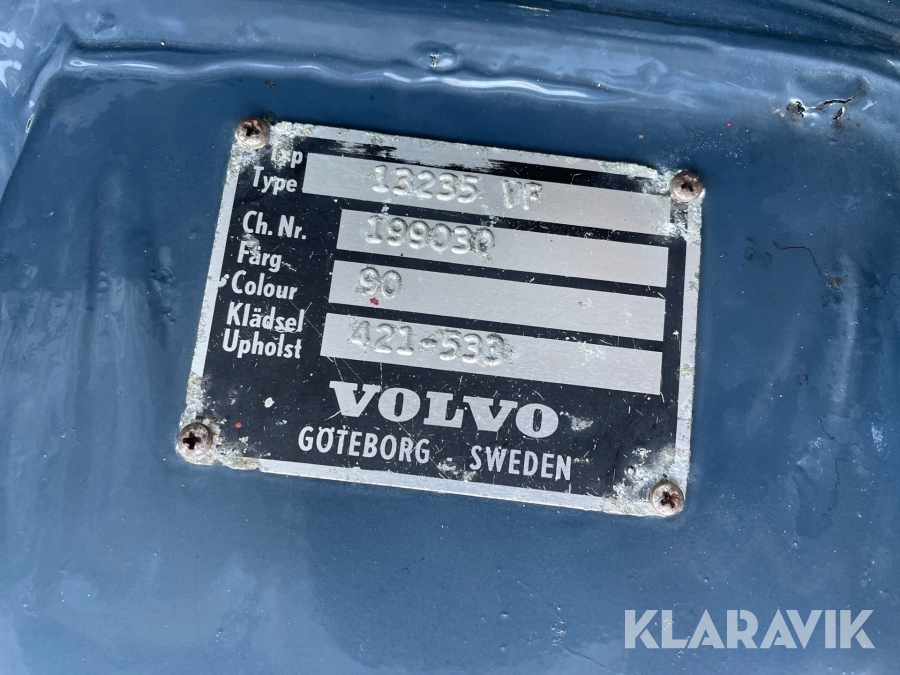 Typ
Type 13235 VF
Ch. Nr. 199030
Färg
Colour 90
Klädsel
Upholst 421-533
VOLVO
GÖTEBORG - SWEDEN
KLARAVIK